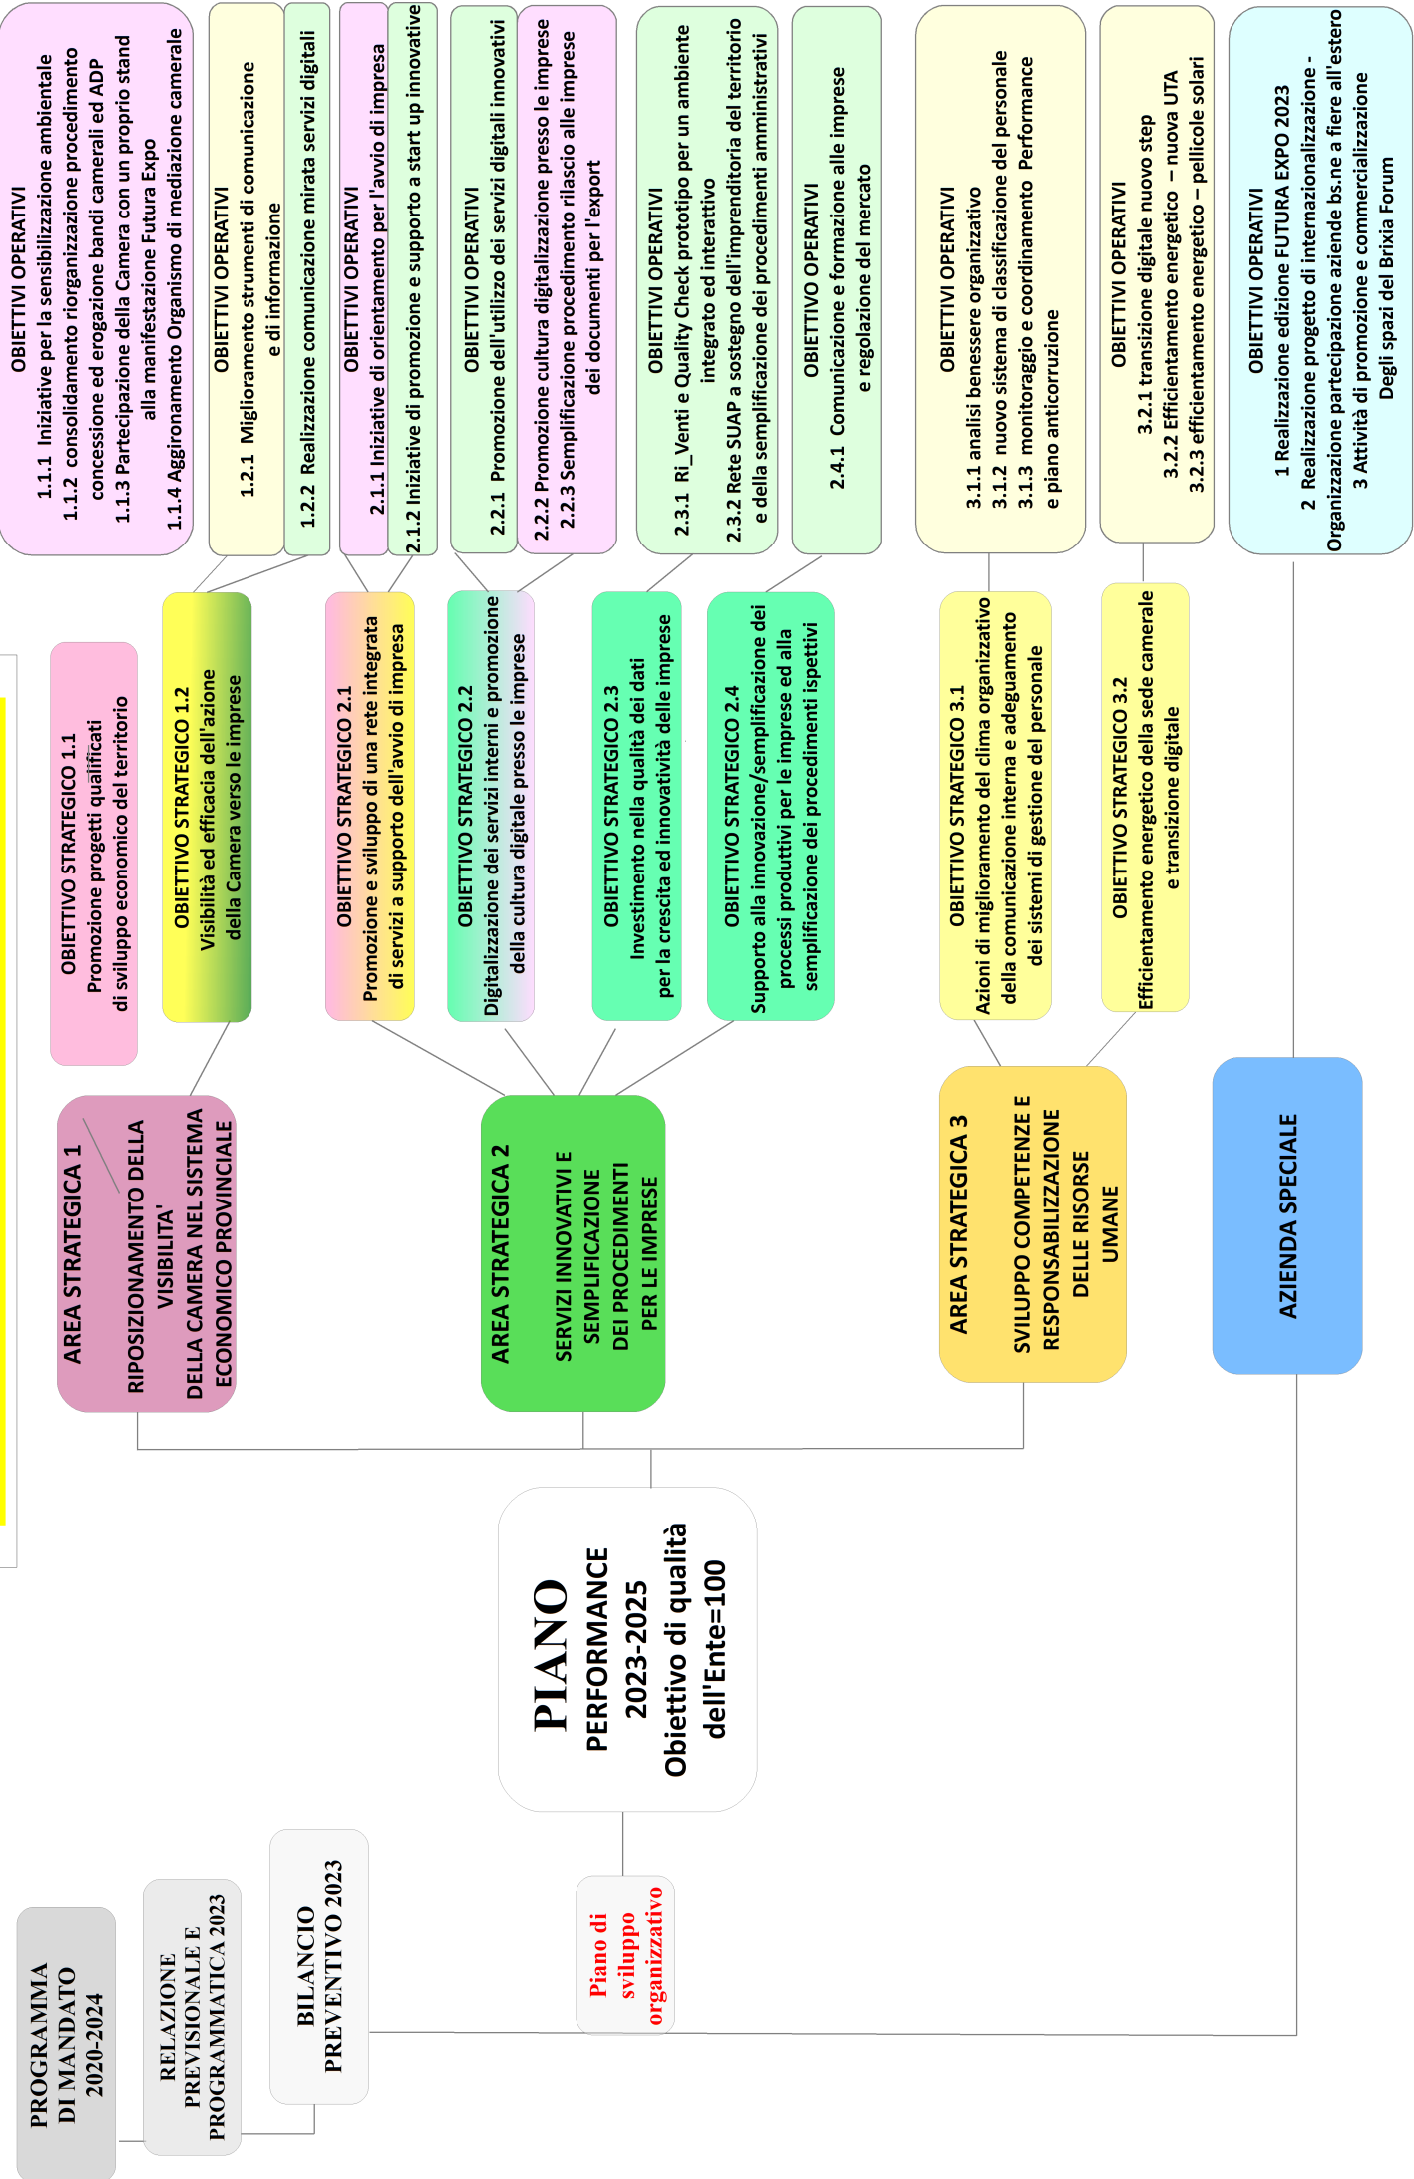 PROGRAMMA
DI MANDATO
2020-2024
RELAZIONE
PREVISIONALE E
PROGRAMMATICA 2023
BILANCIO
PREVENTIVO 2023
Piano di
sviluppo
organizzativo
PIANO
PERFORMANCE
2023-2025
Obiettivo di qualità
dell'Ente=100
AREA STRATEGICA 1
RIPOSIZIONAMENTO DELLA
VISIBILITA'
DELLA CAMERA NEL SISTEMA
ECONOMICO PROVINCIALE
AREA STRATEGICA 2
SERVIZI INNOVATIVI E
SEMPLIFICAZIONE
DEI PROCEDIMENTI
PER LE IMPRESE
AREA STRATEGICA 3
SVILUPPO COMPETENZE E
RESPONSABILIZZAZIONE
DELLE RISORSE
UMANE
AZIENDA SPECIALE
OBIETTIVO STRATEGICO 1.1
Promozione progetti qualificati
di sviluppo economico del territorio
OBIETTIVO STRATEGICO 1.2
Visibilità ed efficacia dell'azione
della Camera verso le imprese
OBIETTIVO STRATEGICO 2.1
Promozione e sviluppo di una rete integrata
di servizi a supporto dell'avvio di impresa
OBIETTIVO STRATEGICO 2.2
Digitalizzazione dei servizi interni e promozione
della cultura digitale presso le imprese
OBIETTIVO STRATEGICO 2.3
Investimento nella qualità dei dati
per la crescita ed innovatività delle imprese
OBIETTIVO STRATEGICO 2.4
Supporto alla innovazione/semplificazione dei
processi produttivi per le imprese ed alla
semplificazione dei procedimenti ispettivi
OBIETTIVO STRATEGICO 3.1
Azioni di miglioramento del clima organizzativo
della comunicazione interna e adeguamento
dei sistemi di gestione del personale
OBIETTIVO STRATEGICO 3.2
Efficientamento energetico della sede camerale
e transizione digitale
OBIETTIVI OPERATIVI
1.1.1 Iniziative per la sensibilizzazione ambientale
1.1.2 consolidamento riorganizzazione procedimento
concessione ed erogazione bandi camerali ed ADP
1.1.3 Partecipazione della Camera con un proprio stand
alla manifestazione Futura Expo
1.1.4 Aggironamento Organismo di mediazione camerale
OBIETTIVI OPERATIVI
1.2.1 Miglioramento strumenti di comunicazione
e di informazione
1.2.2 Realizzazione comunicazione mirata servizi digitali
OBIETTIVI OPERATIVI
2.1.1 Iniziative di orientamento per l'avvio di impresa
2.1.2 Iniziative di promozione e supporto a start up innovative
OBIETTIVI OPERATIVI
2.2.1 Promozione dell'utilizzo dei servizi digitali innovativi
2.2.2 Promozione cultura digitalizzazione presso le imprese
2.2.3 Semplificazione procedimento rilascio alle imprese
dei documenti per l'export
OBIETTIVI OPERATIVI
2.3.1 Ri_Venti e Quality Check prototipo per un ambiente
integrato ed interattivo
2.3.2 Rete SUAP a sostegno dell'imprenditoria del territorio
e della semplificazione dei procedimenti amministrativi
OBIETTIVO OPERATIVI
2.4.1 Comunicazione e formazione alle imprese
e regolazione del mercato
OBIETTIVI OPERATIVI
3.1.1 analisi benessere organizzativo
3.1.2 nuovo sistema di classificazione del personale
3.1.3 monitoraggio e coordinamento Performance
e piano anticorruzione
OBIETTIVI OPERATIVI
3.2.1 transizione digitale nuovo step
3.2.2 Efficientamento energetico – nuova UTA
3.2.3 efficientamento energetico – pellicole solari
OBIETTIVI OPERATIVI
1 Realizzazione edizione FUTURA EXPO 2023
2 Realizzazione progetto di internazionalizzazione -
Organizzazione partecipazione aziende bs.ne a fiere all'estero
3 Attività di promozione e commercializzazione
Degli spazi del Brixia Forum